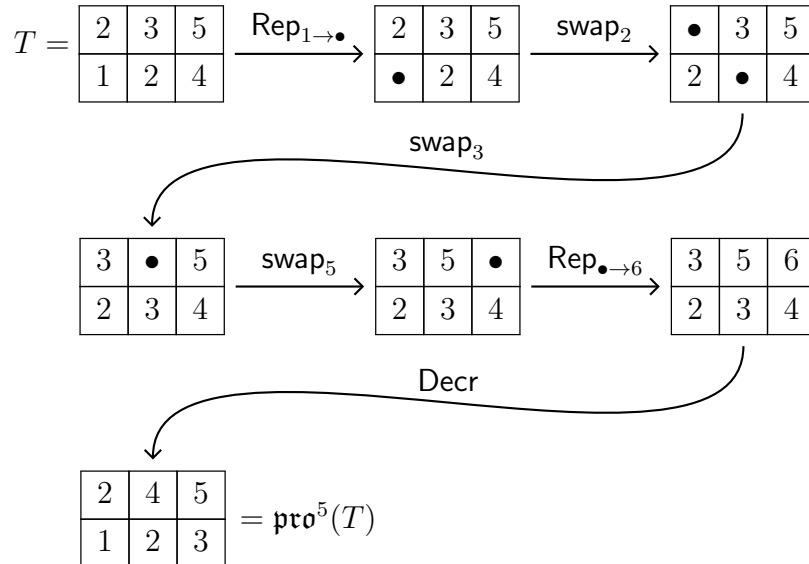 T = 2 3 5 Rep₁→● 2 3 5 swap₂ ● 3 5
1 2 4 ● 2 4 2 ● 4
swap₃
3 ● 5 swap₅ 3 5 ● Rep●→₆ 3 5 6
2 3 4 2 3 4 2 3 4
Decr
2 4 5
1 2 3 = 𝔭𝔯𝔬⁵(T)